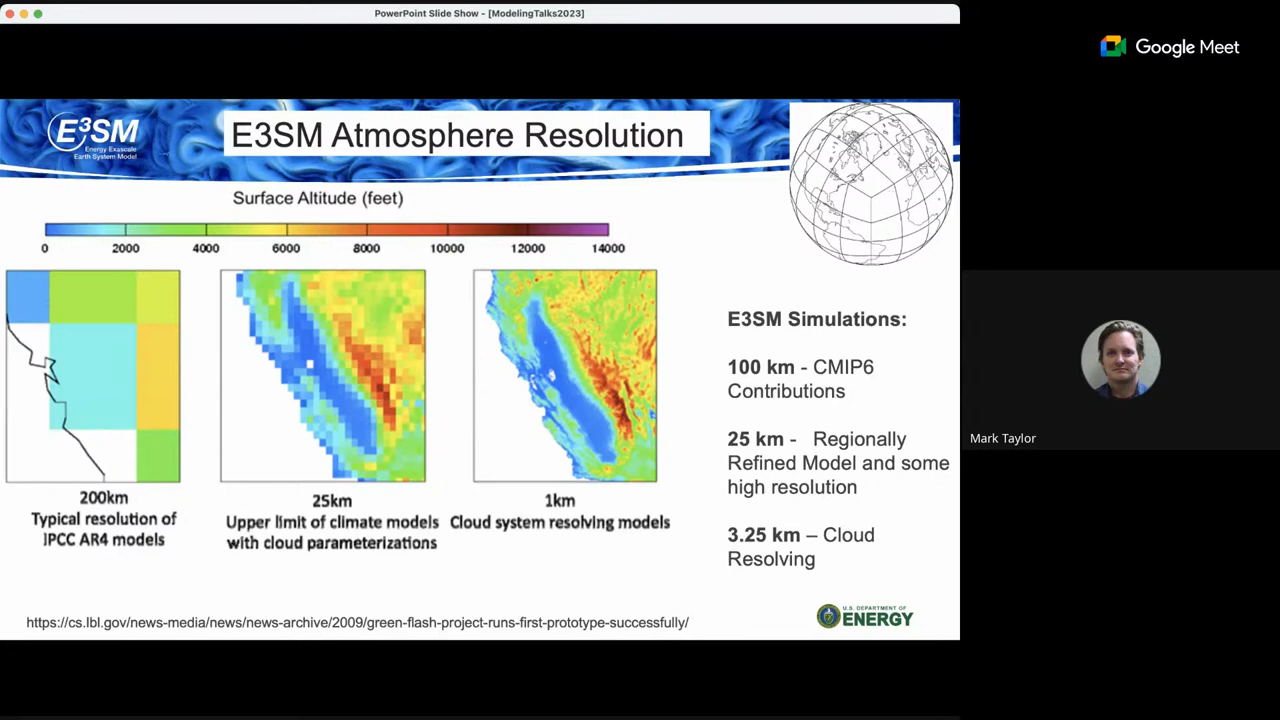 PowerPoint Slide Show - [ModelingTalks2023]
Google Meet
E³SM
Energy Exascale
Earth System Model
E3SM Atmosphere Resolution
Surface Altitude (feet)
0 2000 4000 6000 8000 10000 12000 14000
200km
Typical resolution of
IPCC AR4 models
25km
Upper limit of climate models
with cloud parameterizations
1km
Cloud system resolving models
E3SM Simulations:
100 km - CMIP6
Contributions
25 km - Regionally
Refined Model and some
high resolution
3.25 km – Cloud
Resolving
https://cs.lbl.gov/news-media/news/news-archive/2009/green-flash-project-runs-first-prototype-successfully/
U.S. DEPARTMENT OF
ENERGY
Mark Taylor